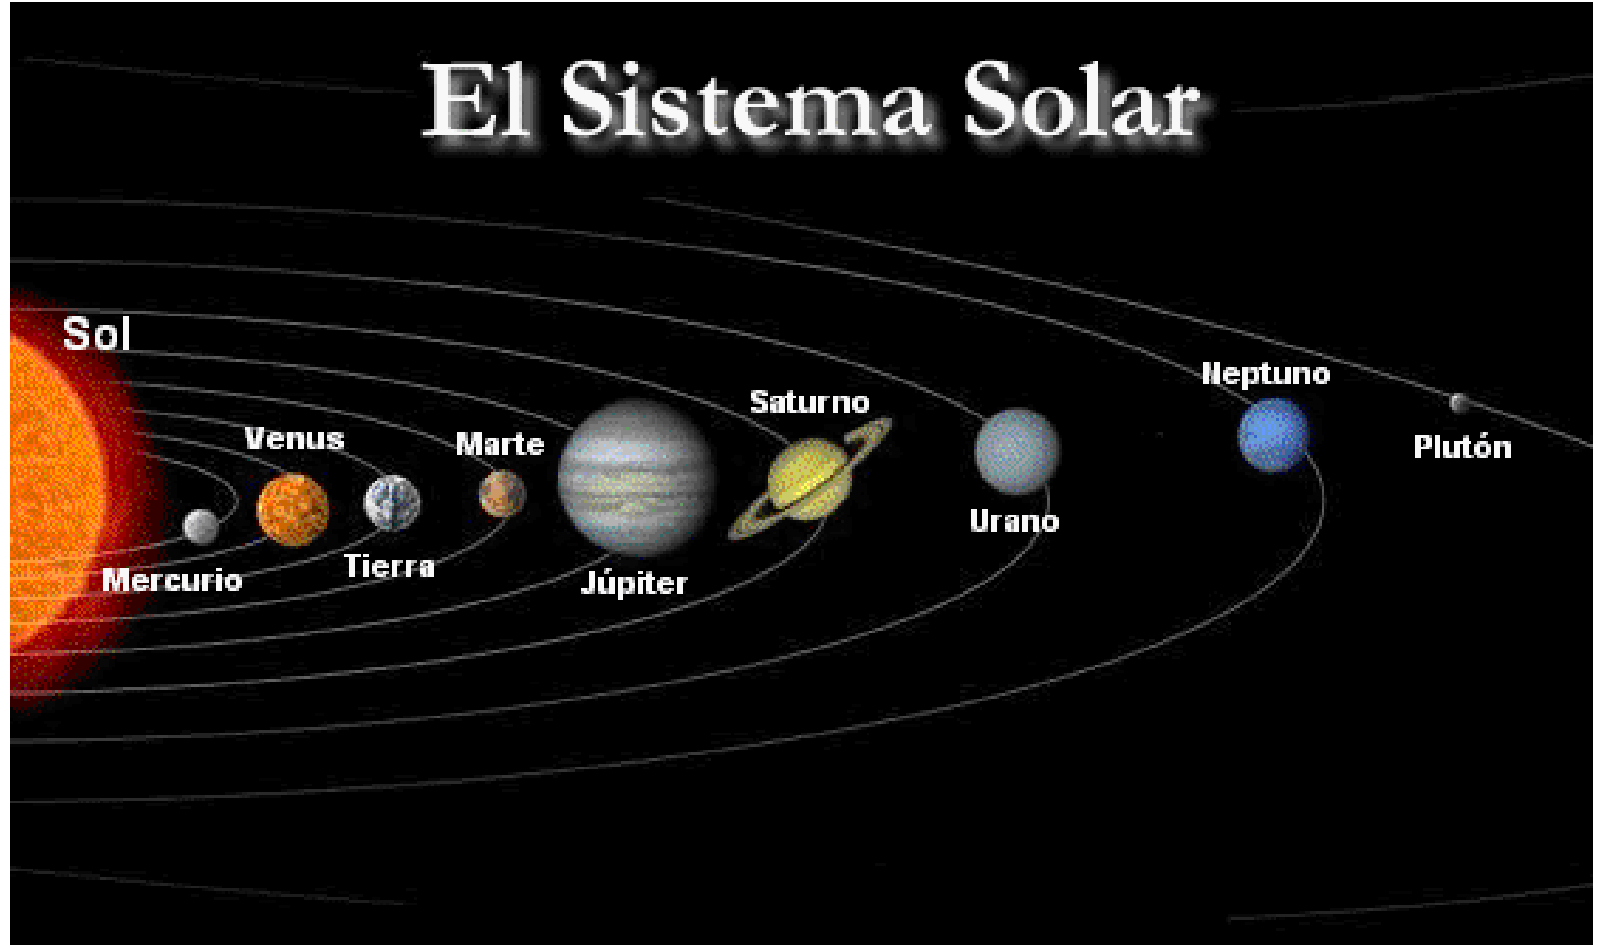 El Sistema Solar
Sol
Mercurio
Venus
Tierra
Marte
Júpiter
Saturno
Urano
Neptuno
Plutón